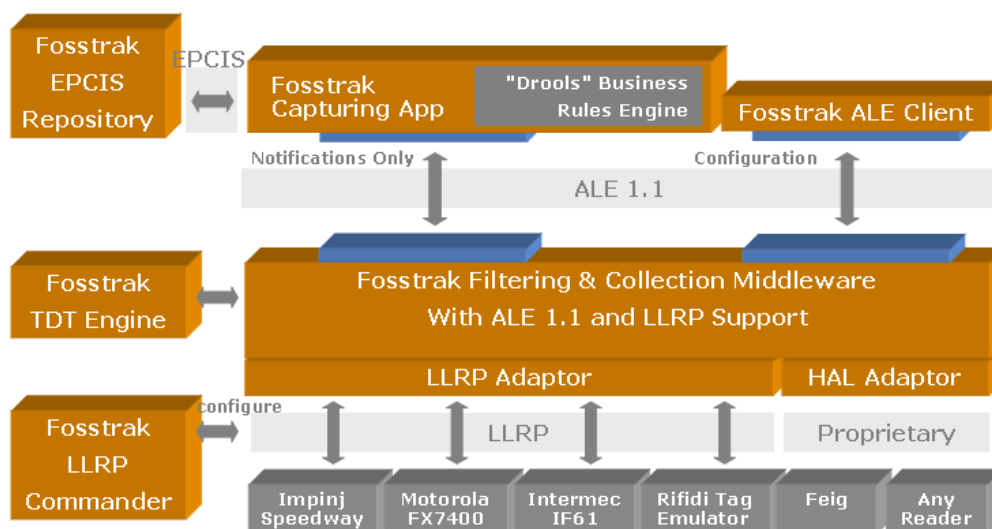 Fosstrak
EPCIS
Repository
EPCIS
Fosstrak
Capturing App
"Drools" Business
Rules Engine
Fosstrak ALE Client
Notifications Only
Configuration
ALE 1.1
Fosstrak
TDT Engine
Fosstrak Filtering & Collection Middleware
With ALE 1.1 and LLRP Support
LLRP Adaptor
HAL Adaptor
Fosstrak
LLRP
Commander
configure
LLRP
Proprietary
Impinj
Speedway
Motorola
FX7400
Intermec
IF61
Rifidi Tag
Emulator
Feig
Any
Reader